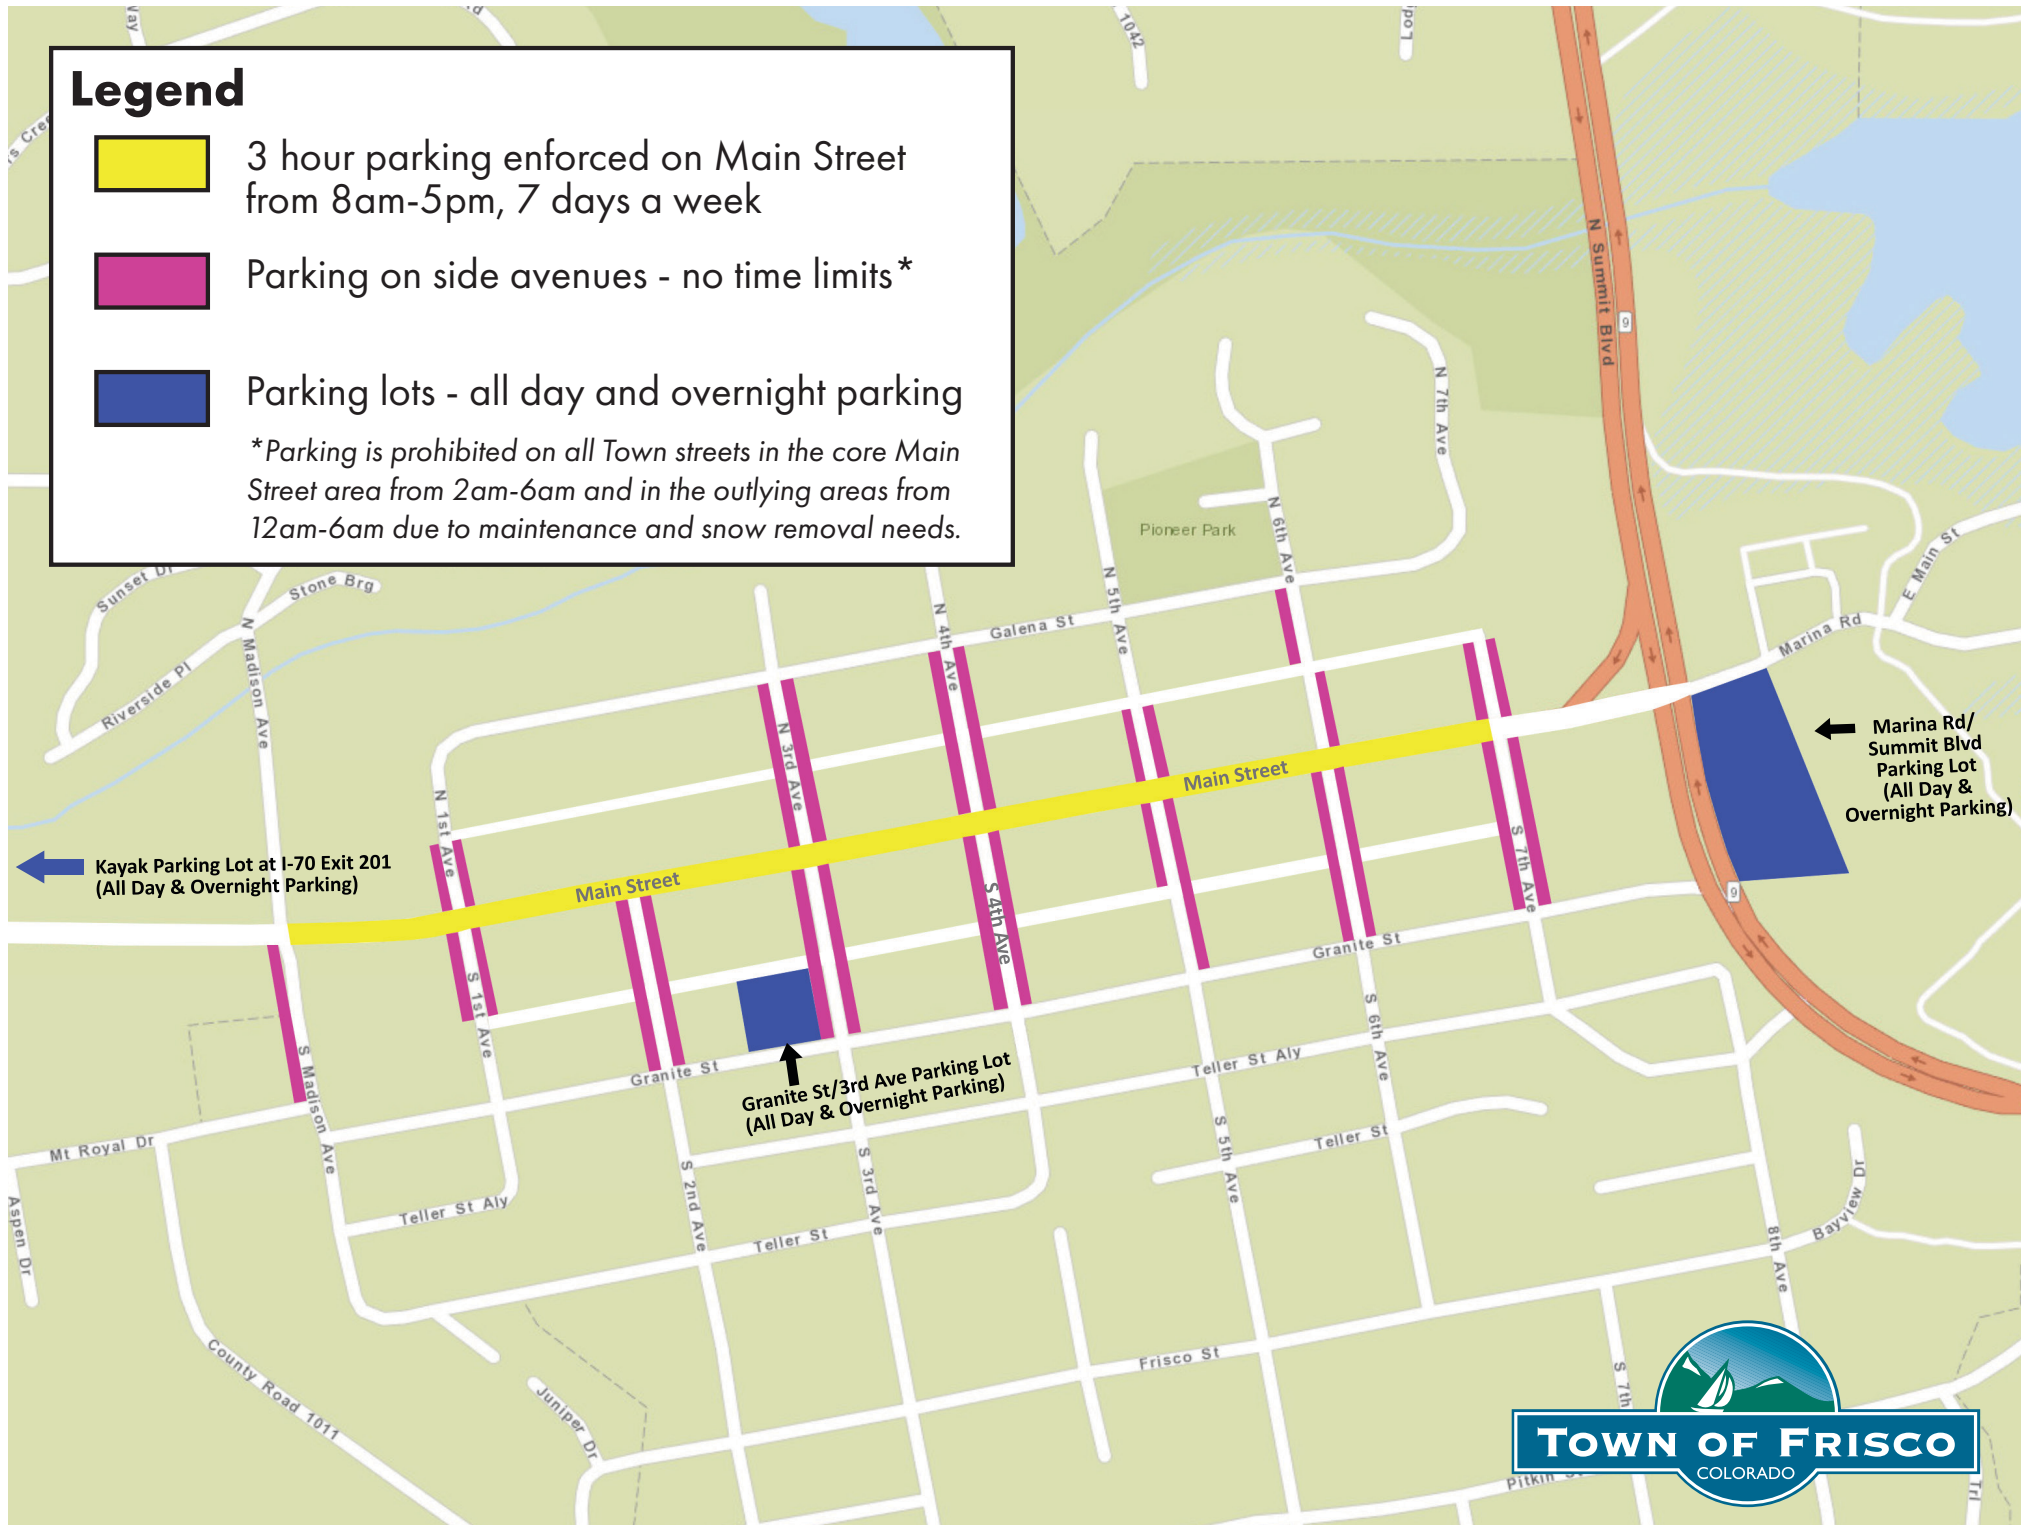 Legend
3 hour parking enforced on Main Street
from 8am-5pm, 7 days a week
Parking on side avenues - no time limits*
Parking lots - all day and overnight parking
*Parking is prohibited on all Town streets in the core Main
Street area from 2am-6am and in the outlying areas from
12am-6am due to maintenance and snow removal needs.
Way
1042
N Summit Blvd
9
N 7th Ave
N 6th Ave
Pioneer Park
N 5th Ave
N 4th Ave
Galena St
E Main St
Marina Rd
Sunset Dr
Stone Brg
Riverside Pl
N Madison Ave
N 3rd Ave
N 1st Ave
Main Street
Main Street
Marina Rd/
Summit Blvd
Parking Lot
(All Day &
Overnight Parking)
Kayak Parking Lot at I-70 Exit 201
(All Day & Overnight Parking)
S 7th Ave
9
S 4th Ave
Granite St
S 1st Ave
S 6th Ave
S Madison Ave
Granite St
Granite St/3rd Ave Parking Lot
(All Day & Overnight Parking)
Teller St Aly
Mt Royal Dr
Teller St
S 5th Ave
S 3rd Ave
S 2nd Ave
Aspen Dr
Teller St Aly
Teller St
Bayview Dr
8th Ave
County Road 1011
Juniper Dr
Frisco St
S 7th
TOWN OF FRISCO
COLORADO
Pitkin